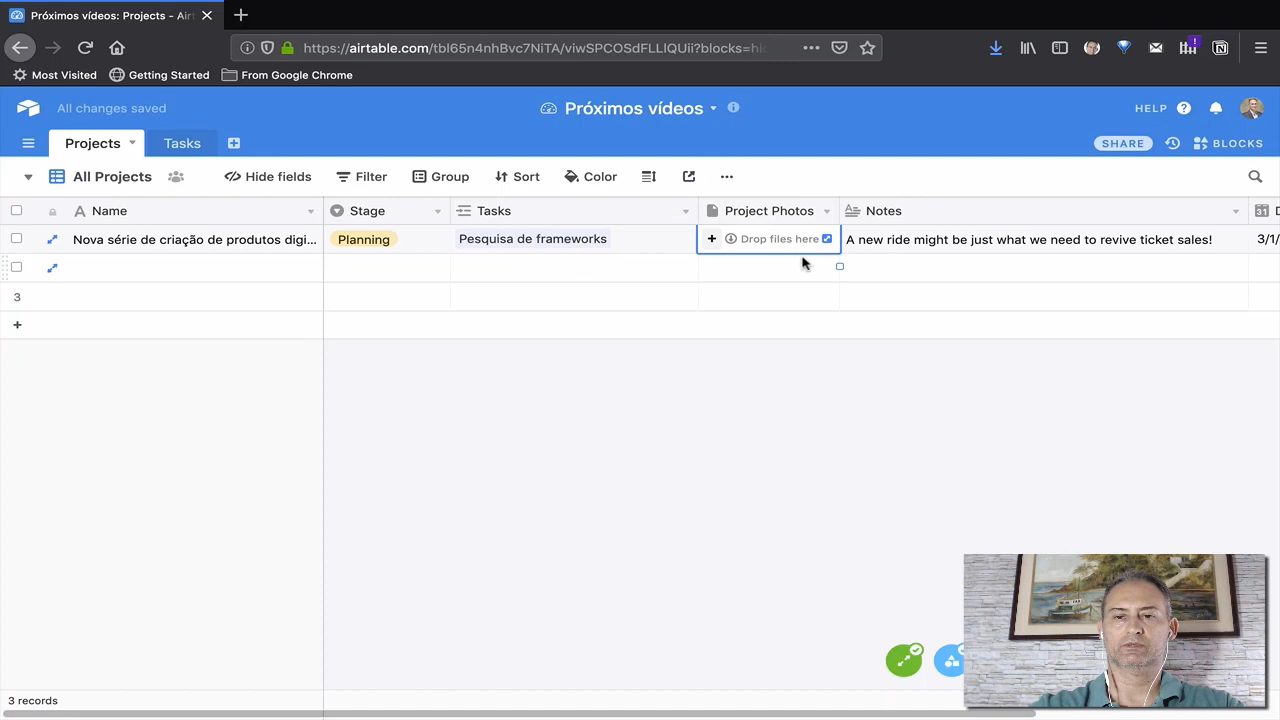 Próximos vídeos: Projects - Airt
https://airtable.com/tbl65n4nhBvc7NiTA/viwSPCOSdFLLIQUii?blocks=hi
Most Visited Getting Started From Google Chrome
All changes saved Próximos vídeos HELP
Projects Tasks SHARE BLOCKS
All Projects Hide fields Filter Group Sort Color
Name Stage Tasks Project Photos Notes D
Nova série de criação de produtos digi... Planning Pesquisa de frameworks Drop files here A new ride might be just what we need to revive ticket sales! 3/1/
3
3 records